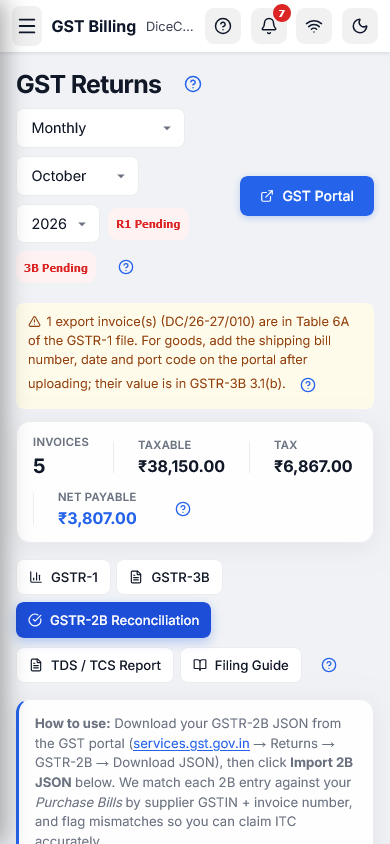 GST Billing DiceC... 7
GST Returns
Monthly
October
GST Portal
2026 R1 Pending
3B Pending
1 export invoice(s) (DC/26-27/010) are in Table 6A
of the GSTR-1 file. For goods, add the shipping bill
number, date and port code on the portal after
uploading; their value is in GSTR-3B 3.1(b).
INVOICES TAXABLE TAX
5 ₹38,150.00 ₹6,867.00
NET PAYABLE
₹3,807.00
GSTR-1 GSTR-3B
GSTR-2B Reconciliation
TDS / TCS Report Filing Guide
How to use: Download your GSTR-2B JSON from
the GST portal (services.gst.gov.in → Returns →
GSTR-2B → Download JSON), then click Import 2B
JSON below. We match each 2B entry against your
Purchase Bills by supplier GSTIN + invoice number,
and flag mismatches so you can claim ITC
accurately